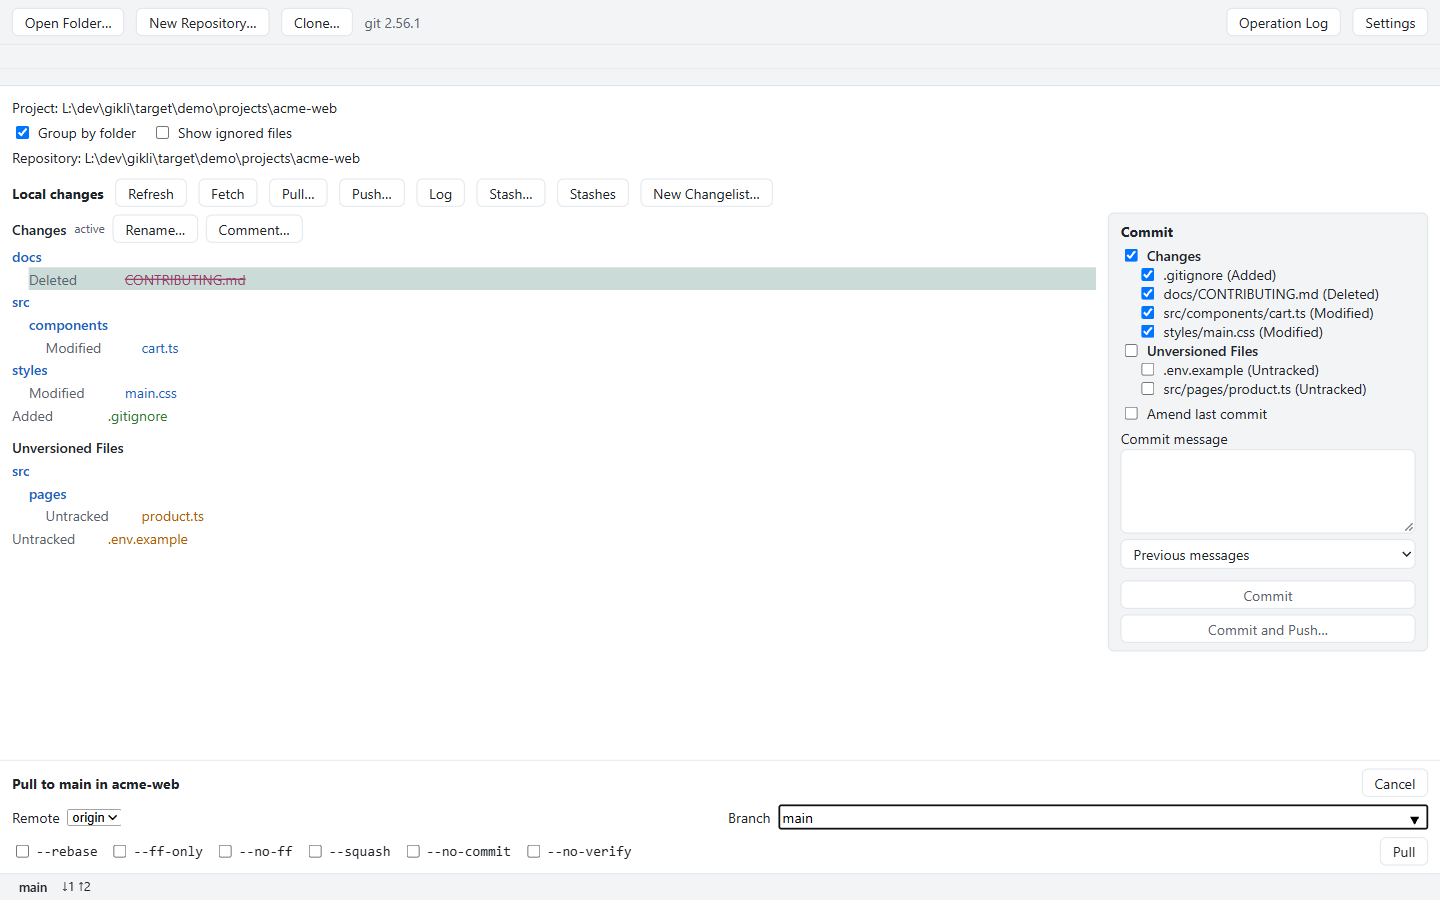 Open Folder... New Repository... Clone... git 2.56.1 Operation Log Settings
Project: L:\dev\gikli\target\demo\projects\acme-web
Group by folder Show ignored files
Repository: L:\dev\gikli\target\demo\projects\acme-web
Local changes Refresh Fetch Pull... Push... Log Stash... Stashes New Changelist...
Changes active Rename... Comment...
docs
Deleted CONTRIBUTING.md
src
components
Modified cart.ts
styles
Modified main.css
Added .gitignore
Unversioned Files
src
pages
Untracked product.ts
Untracked .env.example
Commit
Changes
.gitignore (Added)
docs/CONTRIBUTING.md (Deleted)
src/components/cart.ts (Modified)
styles/main.css (Modified)
Unversioned Files
.env.example (Untracked)
src/pages/product.ts (Untracked)
Amend last commit
Commit message
Previous messages
Commit
Commit and Push...
Pull to main in acme-web Cancel
Remote origin Branch main
--rebase --ff-only --no-ff --squash --no-commit --no-verify Pull
main ↓1 ↑2